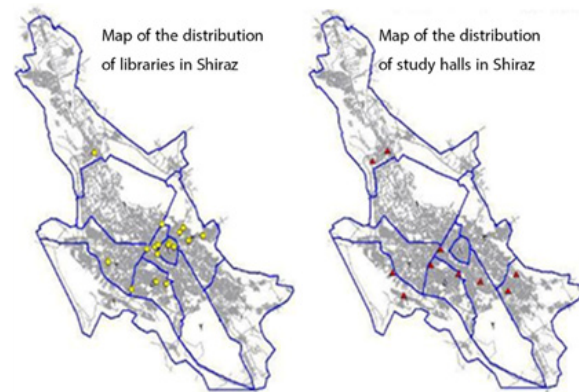 Map of the distribution
of libraries in Shiraz
Map of the distribution
of study halls in Shiraz